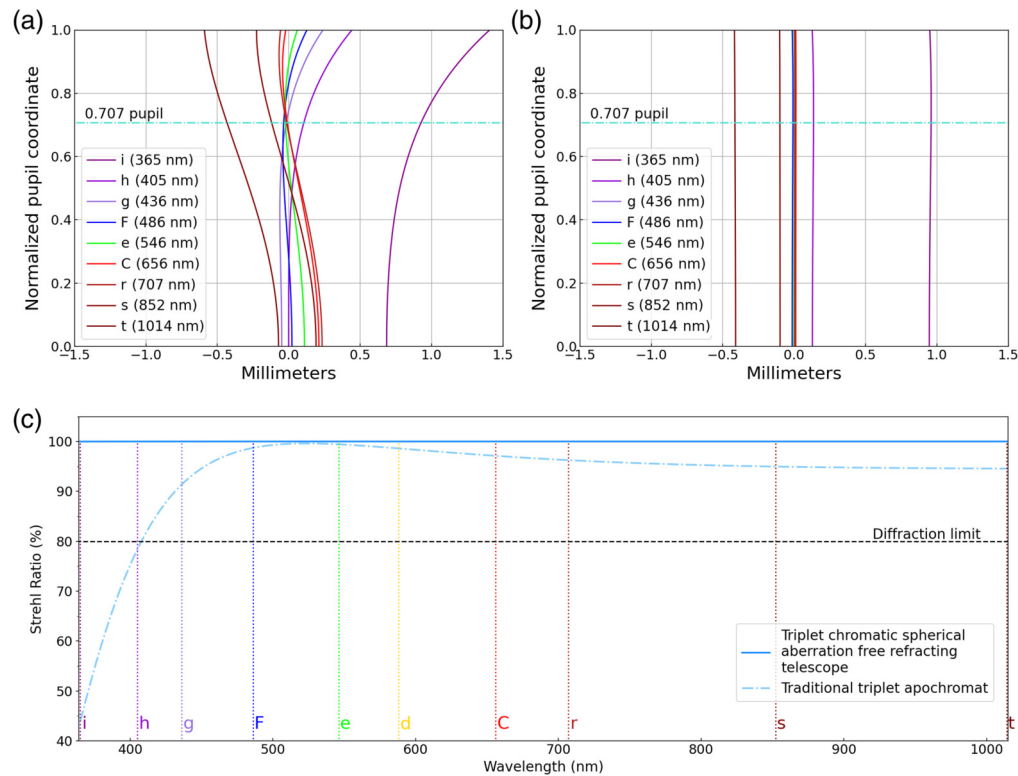 (a)
1.0
0.8
0.6
0.4
0.2
0.0
Normalized pupil coordinate
0.707 pupil
i (365 nm)
h (405 nm)
g (436 nm)
F (486 nm)
e (546 nm)
C (656 nm)
r (707 nm)
s (852 nm)
t (1014 nm)
−1.5 −1.0 −0.5 0.0 0.5 1.0 1.5
Millimeters
(b)
1.0
0.8
0.6
0.4
0.2
0.0
Normalized pupil coordinate
0.707 pupil
i (365 nm)
h (405 nm)
g (436 nm)
F (486 nm)
e (546 nm)
C (656 nm)
r (707 nm)
s (852 nm)
t (1014 nm)
−1.5 −1.0 −0.5 0.0 0.5 1.0 1.5
Millimeters
(c)
100
90
80
70
60
50
40
Strehl Ratio (%)
Diffraction limit
Triplet chromatic spherical
aberration free refracting
telescope
Traditional triplet apochromat
i h g F e d C r s t
400 500 600 700 800 900 1000
Wavelength (nm)